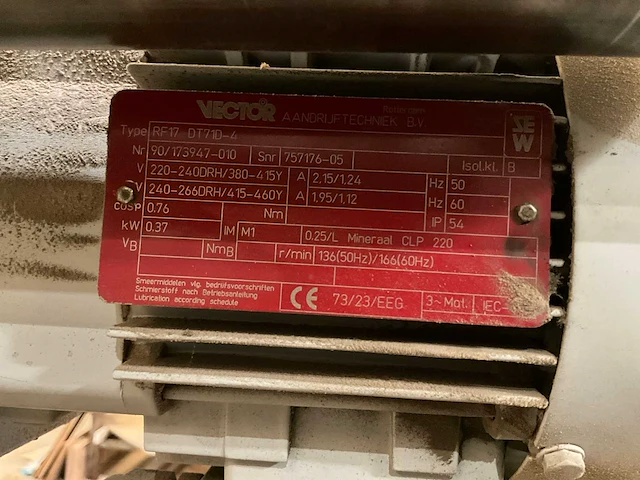 VECTOR AANDRIJFTECHNIEK B.V. Rotterdam SEW
Type RF17 DT71D-4
Nr 90/173947-010 Snr 757176-05 Isol.kl. B
V 220-240DRH/380-415Y A 2,15/1,24 Hz 50
V 240-266DRH/415-460Y A 1.95/1,12 Hz 60
cosφ 0.76 Nm IP 54
kW 0.37 IM M1 0.25/L Mineraal CLP 220
VB NmB r/min 136(50Hz)/166(60Hz)
Smeermiddelen vlg. bedrijfsvoorschriften
Schmierstoff nach Betriebsanleitung
Lubrication according schedule
CE 73/23/EEG 3~ Mot. IEC-